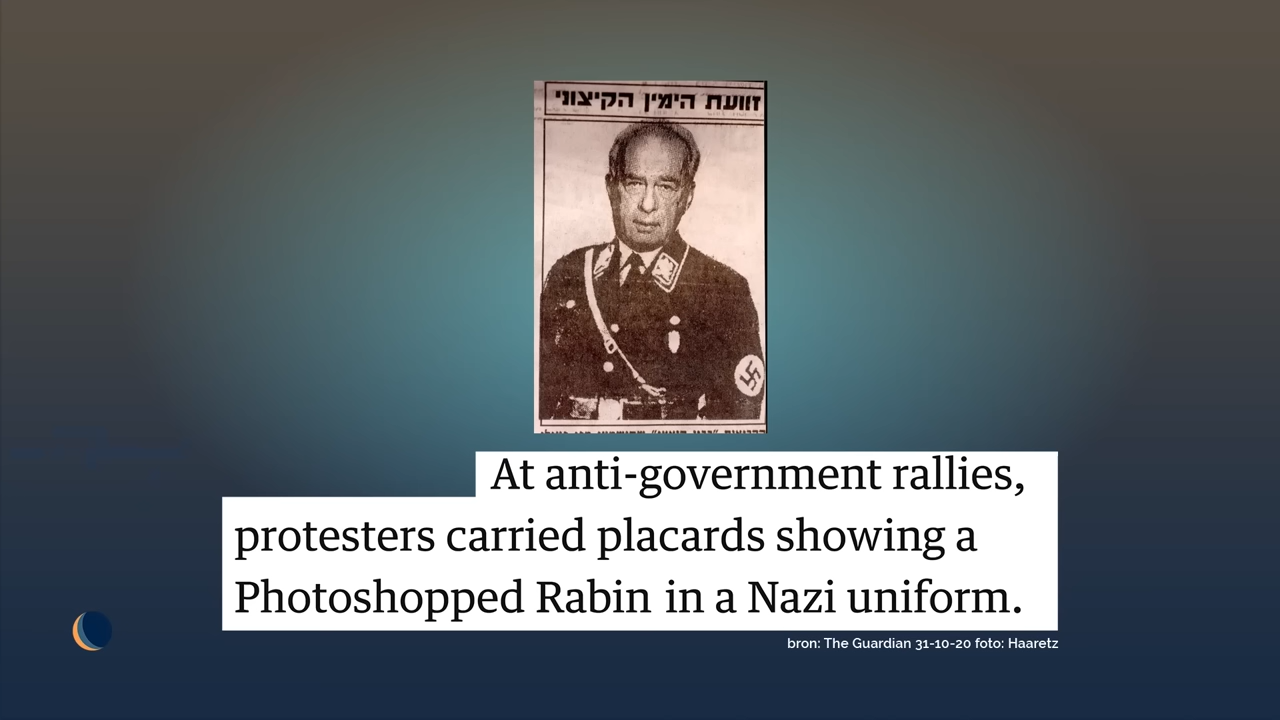 זוועת הימין הקיצוני
At anti-government rallies,
protesters carried placards showing a
Photoshopped Rabin in a Nazi uniform.
bron: The Guardian 31-10-20 foto: Haaretz